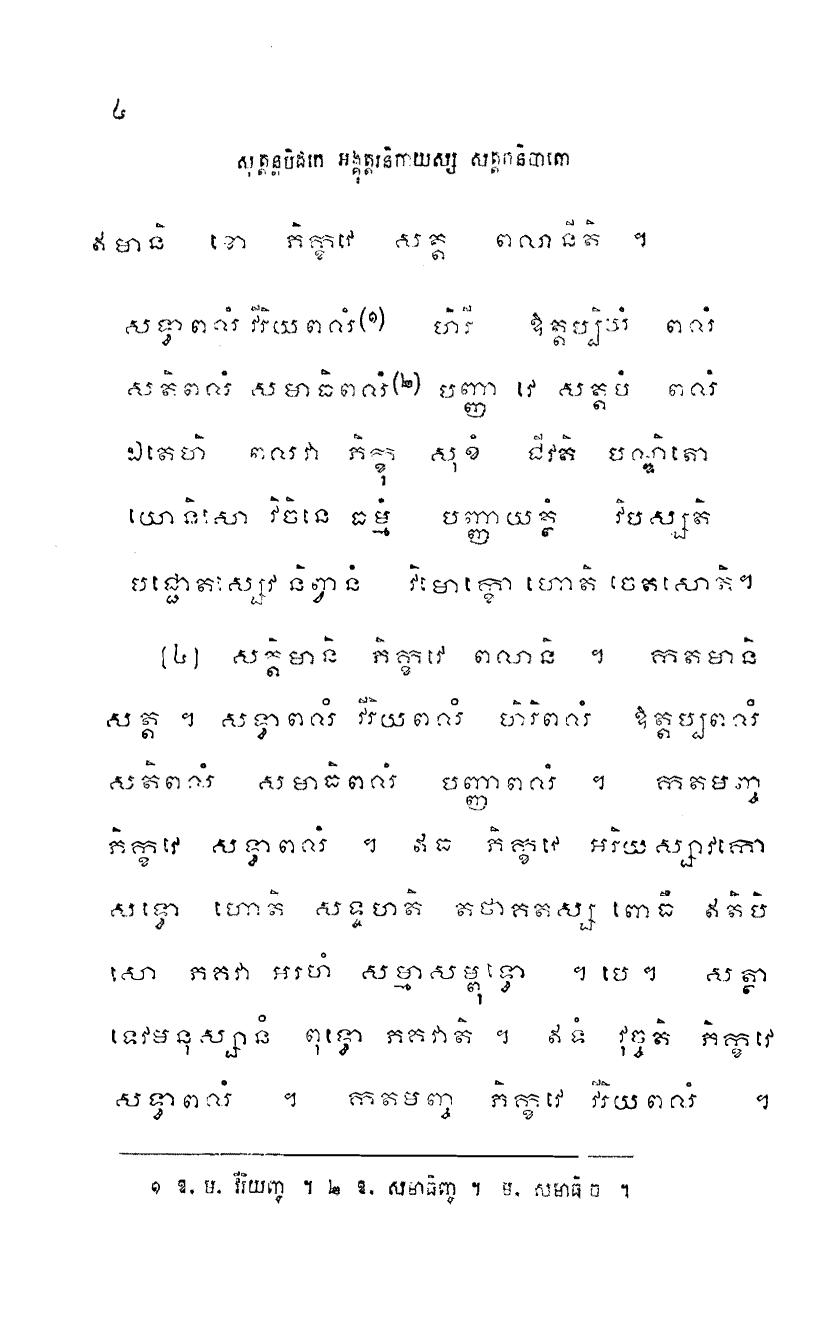 ៤
សុត្តន្តបិដកេ អង្គុត្តរនិកាយស្ស សត្តកនិបាតោ
ឥមានិ ខោ ភិក្ខវេ សត្ត ពលានីតិ ។
សទ្ធាពលំ វីរិយពលំ(១) ហិរី ឱត្តប្បិយំ ពលំ
សតិពលំ សមាធិពលំ(២) បញ្ញា វេ សត្តមំ ពលំ
ឯតេហិ ពលវា ភិក្ខុ សុខំ ជីវតិ បណ្ឌិតោ
យោនិសោ វិចិនេ ធម្មំ បញ្ញាយត្ថំ វិបស្សតិ
បជ្ជោតស្សេវ និព្វានំ វិមោក្ខោ ហោតិ ចេតសោតិ។
(៤) សត្តិមានិ ភិក្ខវេ ពលានិ ។ កតមានិ
សត្ត ។ សទ្ធាពលំ វីរិយពលំ ហិរិពលំ ឱត្តប្បពលំ
សតិពលំ សមាធិពលំ បញ្ញាពលំ ។ កតមញ្ច
ភិក្ខវេ សទ្ធាពលំ ។ ឥធ ភិក្ខវេ អរិយស្សាវកោ
សទ្ធោ ហោតិ សទ្ទហតិ តថាគតស្ស ពោធឹ ឥតិបិ
សោ ភគវា អរហំ សម្មាសម្ពុទ្ធោ ។ បេ ។ សត្ថា
ទេវមនុស្សានំ ពុទ្ធោ ភគវាតិ ។ ឥទំ វុច្ចតិ ភិក្ខវេ
សទ្ធាពលំ ។ កតមញ្ច ភិក្ខវេ វីរិយពលំ ។
១ ឱ. ម. វីរិយញ្ច ។ ២ ឱ. សមាធិញ្ច ។ ម. សមាធិ ច ។